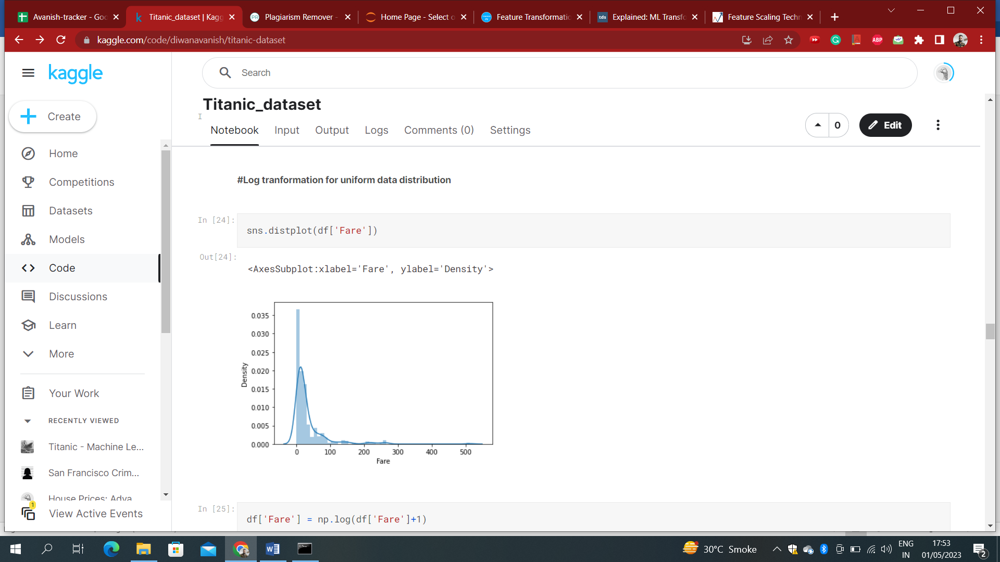 Avanish-tracker - Goo
Titanic_dataset | Kagg
PR
Plagiarism Remover -
Home Page - Select o
Feature Transformatio
tds
Explained: ML Transfo
Feature Scaling Techn
kaggle.com/code/diwanavanish/titanic-dataset
ABP
kaggle
Search
Create
Titanic_dataset
Notebook
Input
Output
Logs
Comments (0)
Settings
0
Edit
Home
Competitions
Datasets
Models
Code
Discussions
Learn
More
Your Work
RECENTLY VIEWED
Titanic - Machine Le...
San Francisco Crim...
House Prices: Adva
1
View Active Events
#Log tranformation for uniform data distribution
In [24]:
sns.distplot(df['Fare'])
Out[24]:
<AxesSubplot:xlabel='Fare', ylabel='Density'>
0.035
0.030
0.025
0.020
0.015
0.010
0.005
0.000
Density
0
100
200
300
400
500
Fare
In [25]:
df['Fare'] = np.log(df['Fare']+1)
30°C Smoke
ENG
IN
17:53
01/05/2023
2